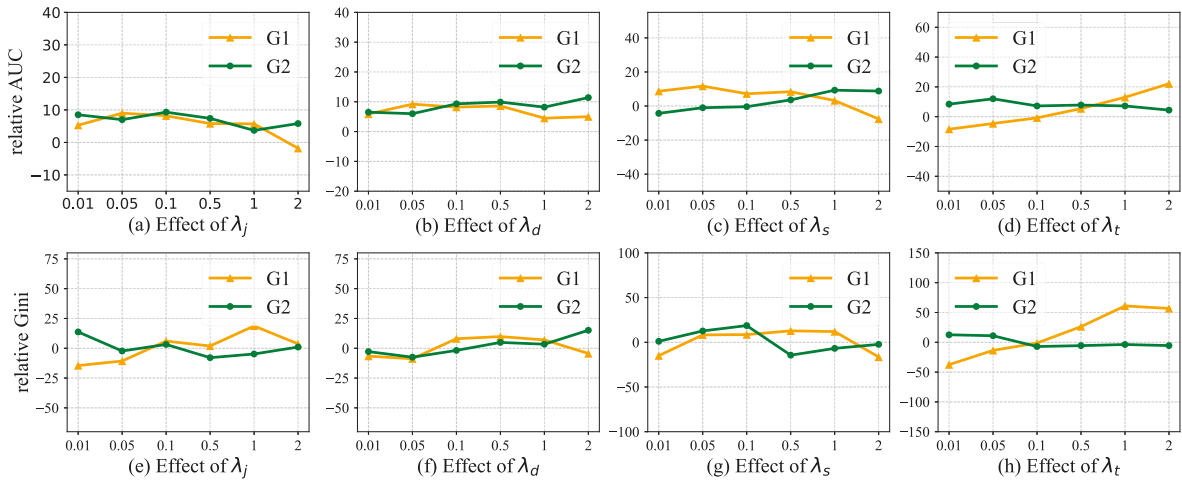 relative AUC
40
30
20
10
0
−10
G1
G2
0.01 0.05 0.1 0.5 1 2
(a) Effect of λj
40
30
20
10
0
−10
−20
G1
G2
0.01 0.05 0.1 0.5 1 2
(b) Effect of λd
40
20
0
−20
−40
G1
G2
0.01 0.05 0.1 0.5 1 2
(c) Effect of λs
60
40
20
0
−20
−40
G1
G2
0.01 0.05 0.1 0.5 1 2
(d) Effect of λt
relative Gini
75
50
25
0
−25
−50
G1
G2
0.01 0.05 0.1 0.5 1 2
(e) Effect of λj
75
50
25
0
−25
−50
G1
G2
0.01 0.05 0.1 0.5 1 2
(f) Effect of λd
100
50
0
−50
−100
G1
G2
0.01 0.05 0.1 0.5 1 2
(g) Effect of λs
150
100
50
0
−50
−100
−150
G1
G2
0.01 0.05 0.1 0.5 1 2
(h) Effect of λt